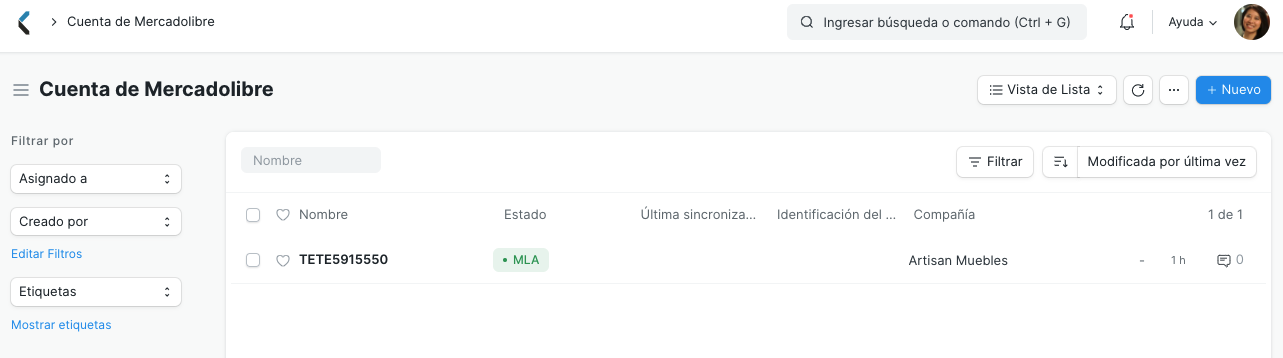 Cuenta de Mercadolibre
Ingresar búsqueda o comando (Ctrl + G)
Ayuda
Cuenta de Mercadolibre
Vista de Lista
...
+ Nuevo
Filtrar por
Asignado a
Creado por
Editar Filtros
Etiquetas
Mostrar etiquetas
Nombre
Filtrar
Modificada por última vez
Nombre Estado Última sincroniza... Identificación del ... Compañía 1 de 1
TETE5915550 MLA Artisan Muebles - 1 h 0